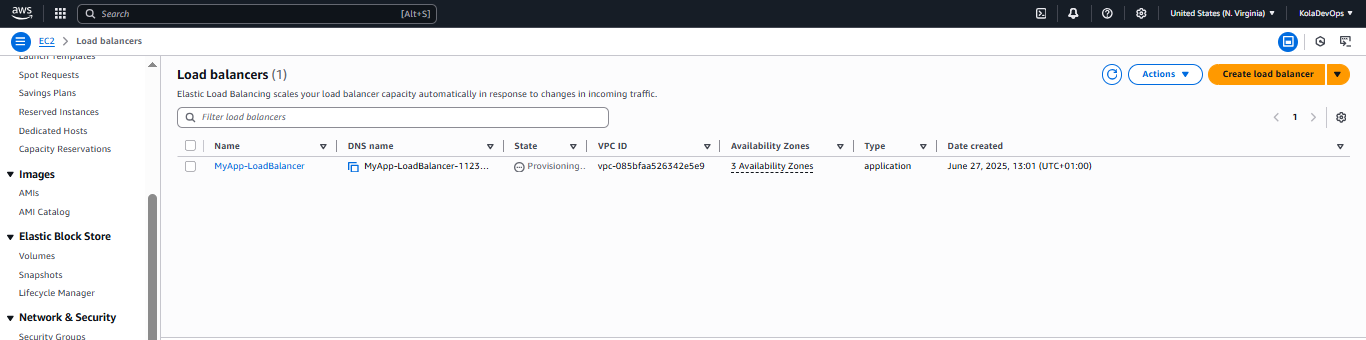 aws Search [Alt+S] United States (N. Virginia) KolaDevOps
EC2 Load balancers
Launch Templates
Spot Requests
Savings Plans
Reserved Instances
Dedicated Hosts
Capacity Reservations
Images
AMIs
AMI Catalog
Elastic Block Store
Volumes
Snapshots
Lifecycle Manager
Network & Security
Security Groups
Load balancers (1)
Actions Create load balancer
Elastic Load Balancing scales your load balancer capacity automatically in response to changes in incoming traffic.
Filter load balancers
1
Name DNS name State VPC ID Availability Zones Type Date created
MyApp-LoadBalancer MyApp-LoadBalancer-1123... Provisioning... vpc-085bfaa526342e5e9 3 Availability Zones application June 27, 2025, 13:01 (UTC+01:00)